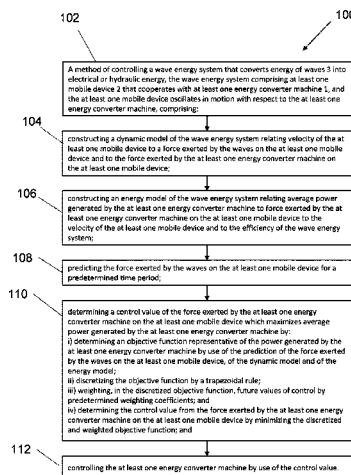 100
102
A method of controlling a wave energy system that converts energy of waves 3 into
electrical or hydraulic energy, the wave energy system comprising at least one
mobile device 2 that cooperates with at least one energy converter machine 1, and
the at least one mobile device oscillates in motion with respect to the at least one
energy converter machine, comprising:
104
constructing a dynamic model of the wave energy system relating velocity of the at
least one mobile device to a force exerted by the waves on the at least one mobile
device and to the force exerted by the at least one energy converter machine on
the at least one mobile device;
106
constructing an energy model of the wave energy system relating average power
generated by the at least one energy converter machine to force exerted by the at
least one energy converter machine on the at least one mobile device to the
velocity of the at least one mobile device and to the efficiency of the wave energy
system;
108
predicting the force exerted by the waves on the at least one mobile device for a
predetermined time period;
110
determining a control value of the force exerted by the at least one energy
converter machine on the at least one mobile device which maximizes average
power generated by the at least one energy converter machine by:
i) determining an objective function representative of the power generated by the
at least one energy converter machine by use of the prediction of the force exerted
by the waves on the at least one mobile device, of the dynamic model and of the
energy model;
ii) discretizing the objective function by a trapezoidal rule;
iii) weighting, in the discretized objective function, future values of control by
predetermined weighting coefficients; and
iv) determining the control value from the force exerted by the at least one energy
converter machine on the at least one mobile device by minimizing the discretized
and weighted objective function; and
112
controlling the at least one energy converter machine by use of the control value.